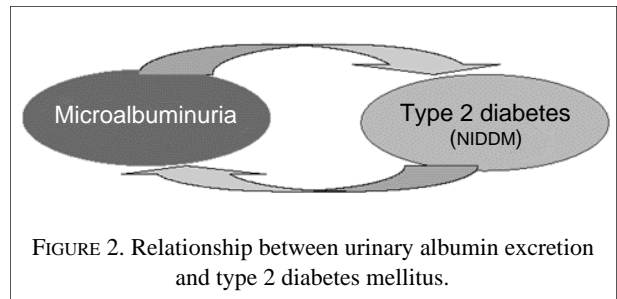 Microalbuminuria
Type 2 diabetes
(NIDDM)
FIGURE 2. Relationship between urinary albumin excretion
and type 2 diabetes mellitus.